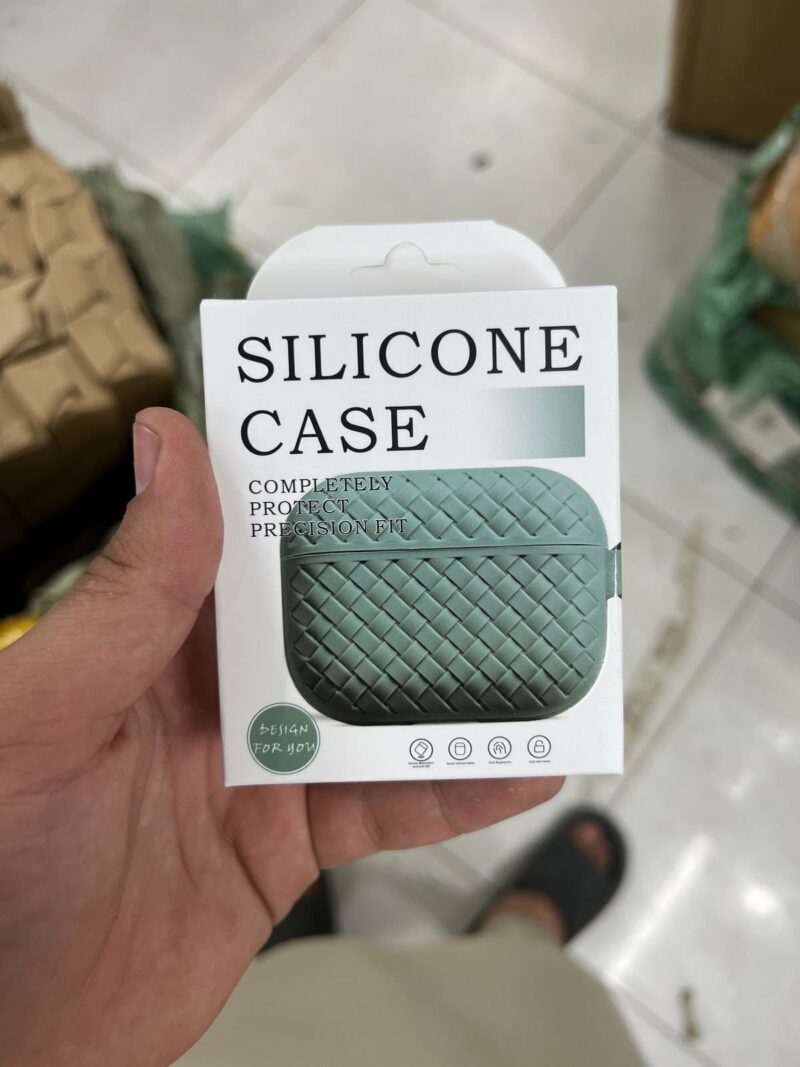 SILICONE
CASE
COMPLETELY
PROTECT
PRECISION FIT
DESIGN
FOR YOU